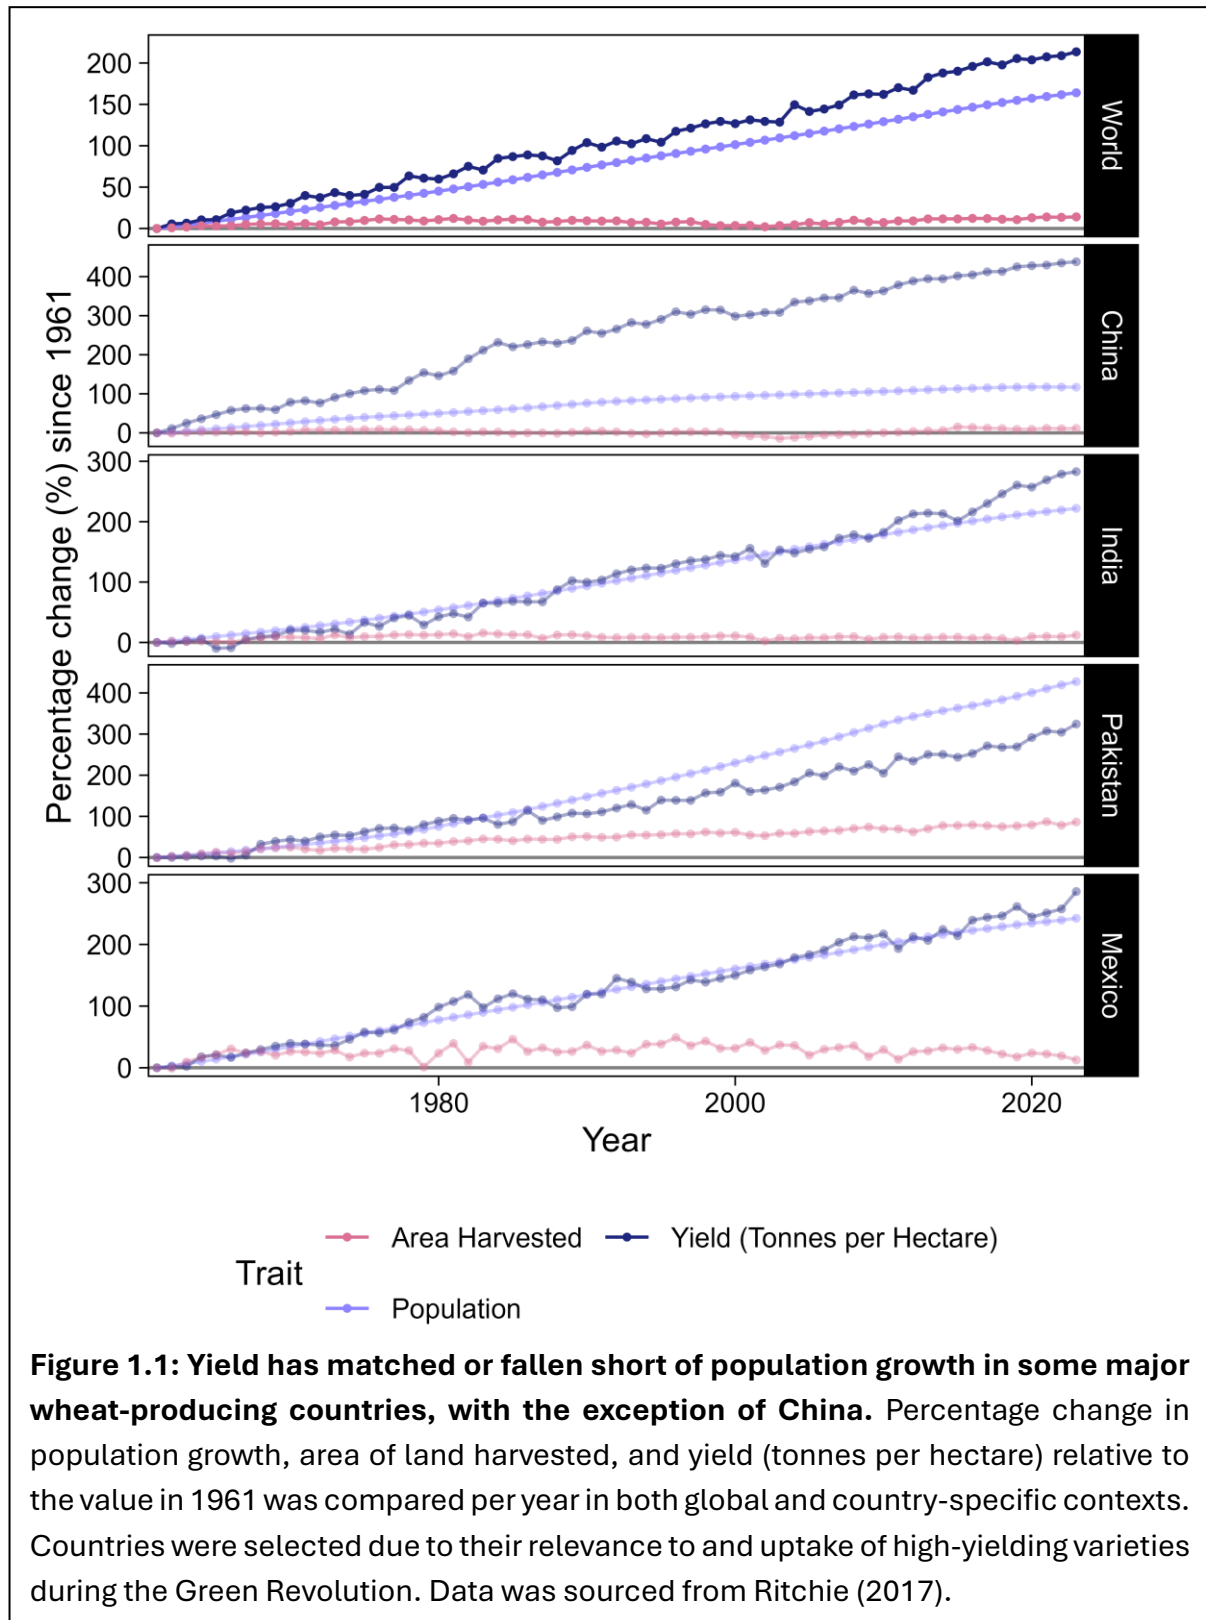 Percentage change (%) since 1961
200
150
100
50
0
World
400
300
200
100
0
China
300
200
100
0
India
400
300
200
100
0
Pakistan
300
200
100
0
Mexico
1980 2000 2020
Year
Trait
Area Harvested Yield (Tonnes per Hectare)
Population
Figure 1.1: Yield has matched or fallen short of population growth in some major
wheat-producing countries, with the exception of China. Percentage change in
population growth, area of land harvested, and yield (tonnes per hectare) relative to
the value in 1961 was compared per year in both global and country-specific contexts.
Countries were selected due to their relevance to and uptake of high-yielding varieties
during the Green Revolution. Data was sourced from Ritchie (2017).